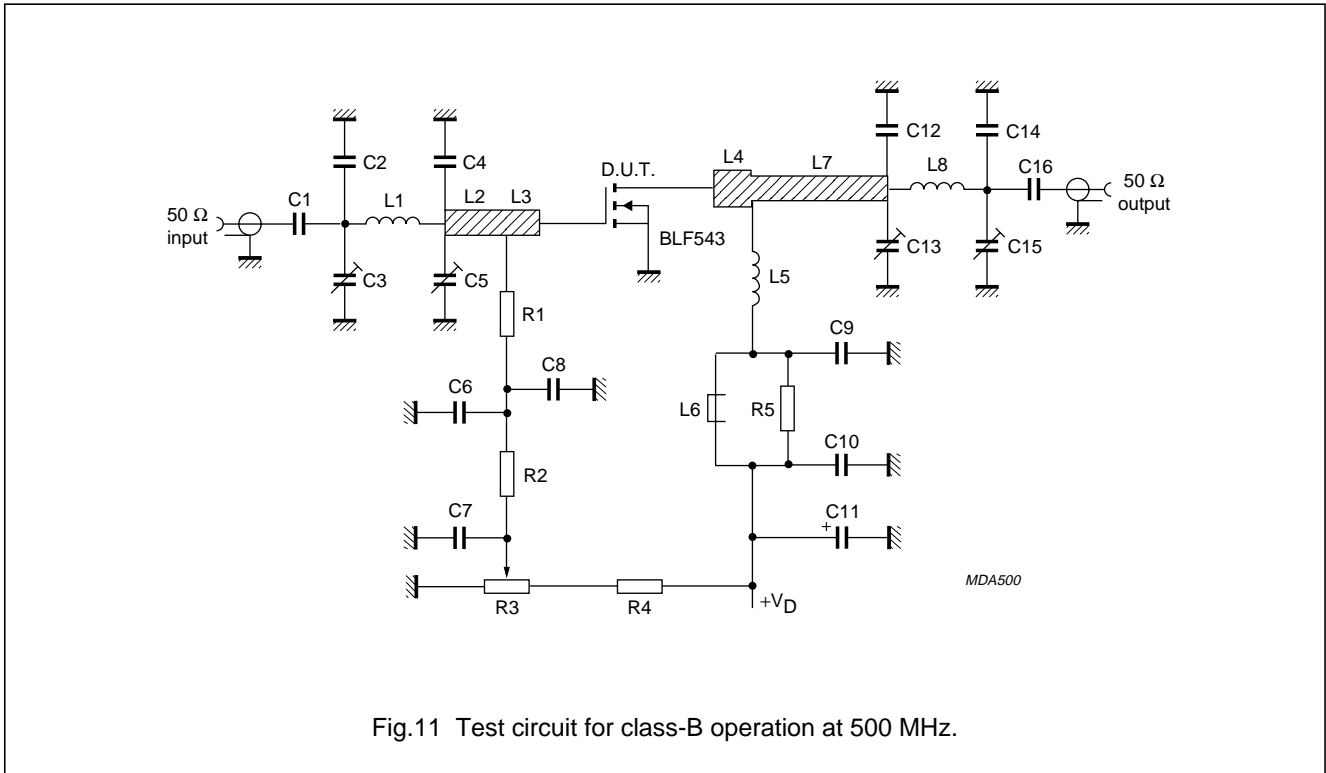 C12
C14
C2
C4
D.U.T.
L4
L7
L8
C16
50 Ω
output
50 Ω
input
C1
L1
L2
L3
BLF543
C3
C5
C13
C15
L5
R1
C9
C8
C6
L6
R5
C10
R2
C7
C11
+
R3
R4
+VD
MDA500
Fig.11 Test circuit for class-B operation at 500 MHz.